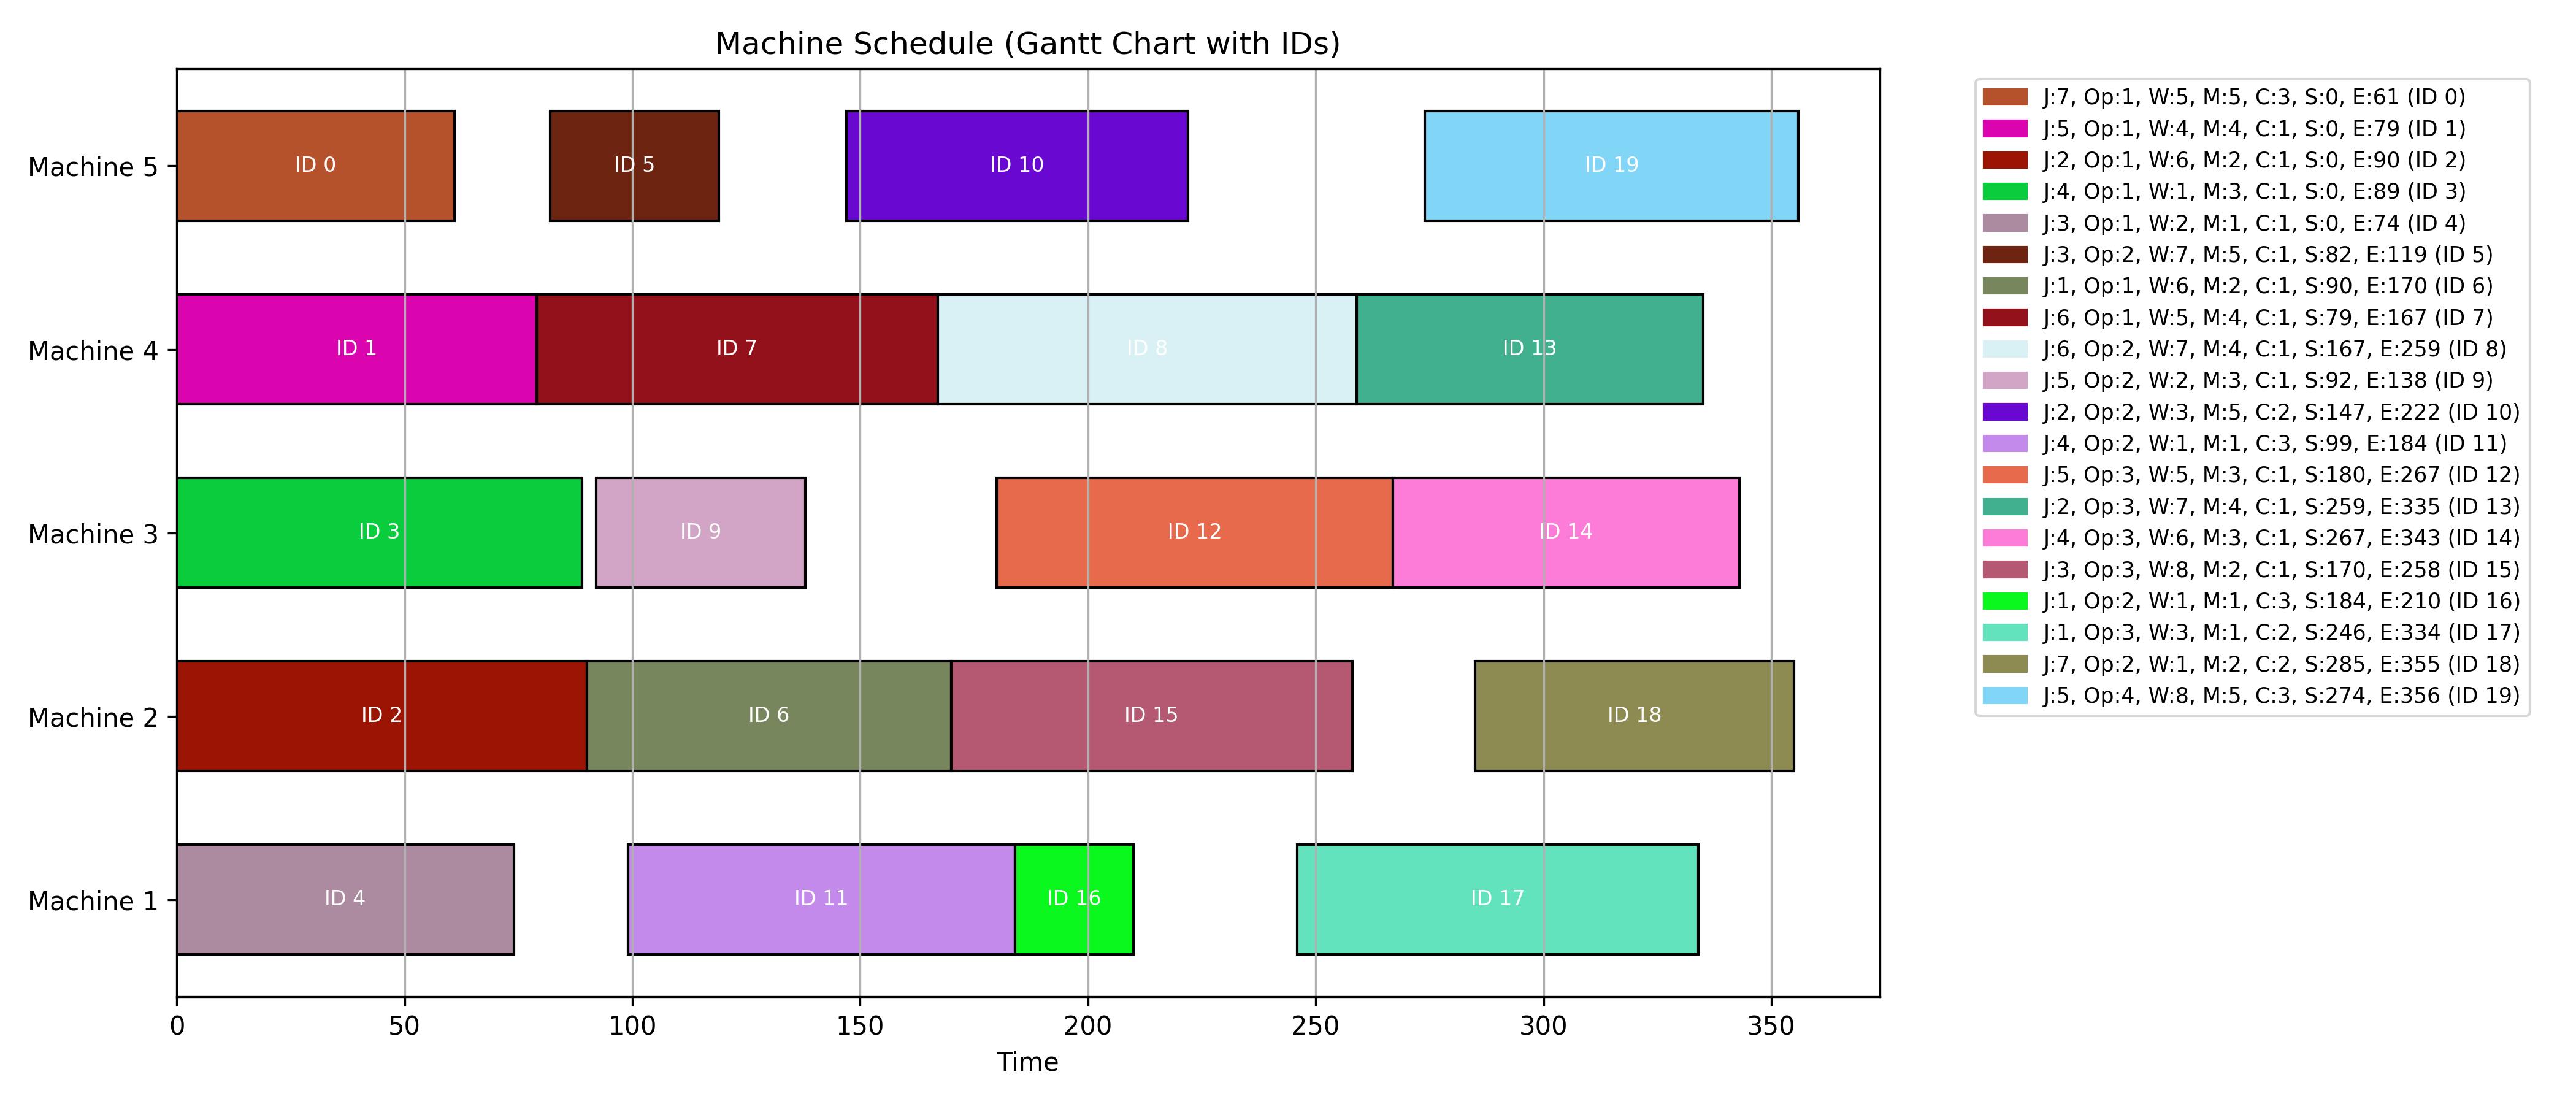 Machine Schedule (Gantt Chart with IDs)
Machine 5
ID 0
ID 5
ID 10
ID 19
Machine 4
ID 1
ID 7
ID 8
ID 13
Machine 3
ID 3
ID 9
ID 12
ID 14
Machine 2
ID 2
ID 6
ID 15
ID 18
Machine 1
ID 4
ID 11
ID 16
ID 17
0
50
100
150
200
250
300
350
Time
J:7, Op:1, W:5, M:5, C:3, S:0, E:61 (ID 0)
J:5, Op:1, W:4, M:4, C:1, S:0, E:79 (ID 1)
J:2, Op:1, W:6, M:2, C:1, S:0, E:90 (ID 2)
J:4, Op:1, W:1, M:3, C:1, S:0, E:89 (ID 3)
J:3, Op:1, W:2, M:1, C:1, S:0, E:74 (ID 4)
J:3, Op:2, W:7, M:5, C:1, S:82, E:119 (ID 5)
J:1, Op:1, W:6, M:2, C:1, S:90, E:170 (ID 6)
J:6, Op:1, W:5, M:4, C:1, S:79, E:167 (ID 7)
J:6, Op:2, W:7, M:4, C:1, S:167, E:259 (ID 8)
J:5, Op:2, W:2, M:3, C:1, S:92, E:138 (ID 9)
J:2, Op:2, W:3, M:5, C:2, S:147, E:222 (ID 10)
J:4, Op:2, W:1, M:1, C:3, S:99, E:184 (ID 11)
J:5, Op:3, W:5, M:3, C:1, S:180, E:267 (ID 12)
J:2, Op:3, W:7, M:4, C:1, S:259, E:335 (ID 13)
J:4, Op:3, W:6, M:3, C:1, S:267, E:343 (ID 14)
J:3, Op:3, W:8, M:2, C:1, S:170, E:258 (ID 15)
J:1, Op:2, W:1, M:1, C:3, S:184, E:210 (ID 16)
J:1, Op:3, W:3, M:1, C:2, S:246, E:334 (ID 17)
J:7, Op:2, W:1, M:2, C:2, S:285, E:355 (ID 18)
J:5, Op:4, W:8, M:5, C:3, S:274, E:356 (ID 19)